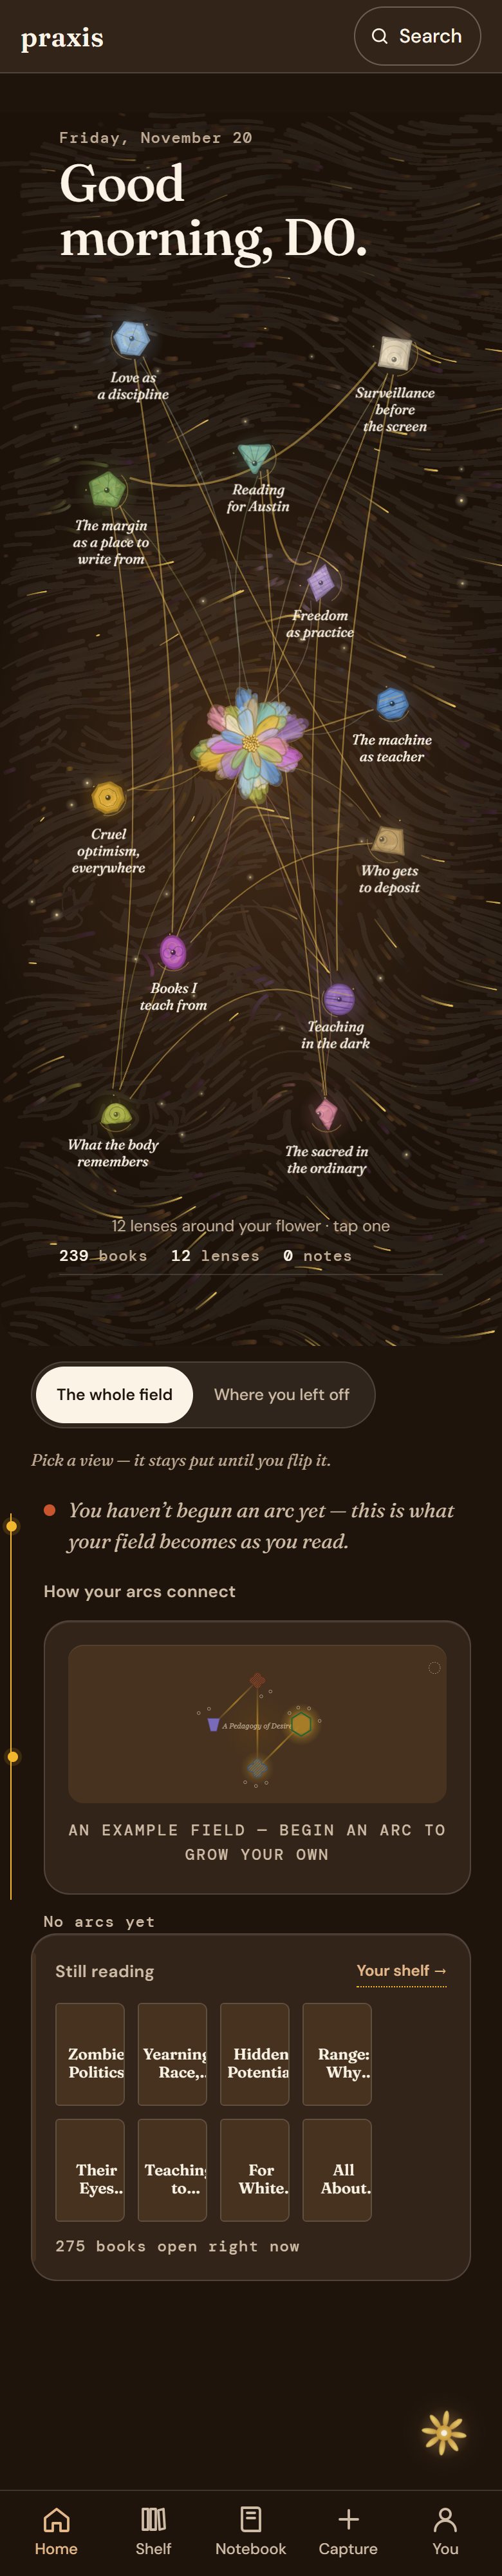 praxis
Search
Friday, November 20
Good
morning, D0.
Love as
a discipline
Surveillance
before
the screen
Reading
for Austin
The margin
as a place to
write from
Freedom
as practice
The machine
as teacher
Cruel
optimism,
everywhere
Who gets
to deposit
Books I
teach from
Teaching
in the dark
What the body
remembers
The sacred in
the ordinary
12 lenses around your flower · tap one
239 books 12 lenses 0 notes
The whole field
Where you left off
Pick a view — it stays put until you flip it.
You haven’t begun an arc yet — this is what
your field becomes as you read.
How your arcs connect
A Pedagogy of Desire
AN EXAMPLE FIELD — BEGIN AN ARC TO
GROW YOUR OWN
No arcs yet
Still reading
Your shelf →
Zombie
Politics
Yearning
Race,..
Hidden
Potentia
Range:
Why..
Their
Eyes..
Teaching
to...
For
White.
All
About.
275 books open right now
Home
Shelf
Notebook
Capture
You